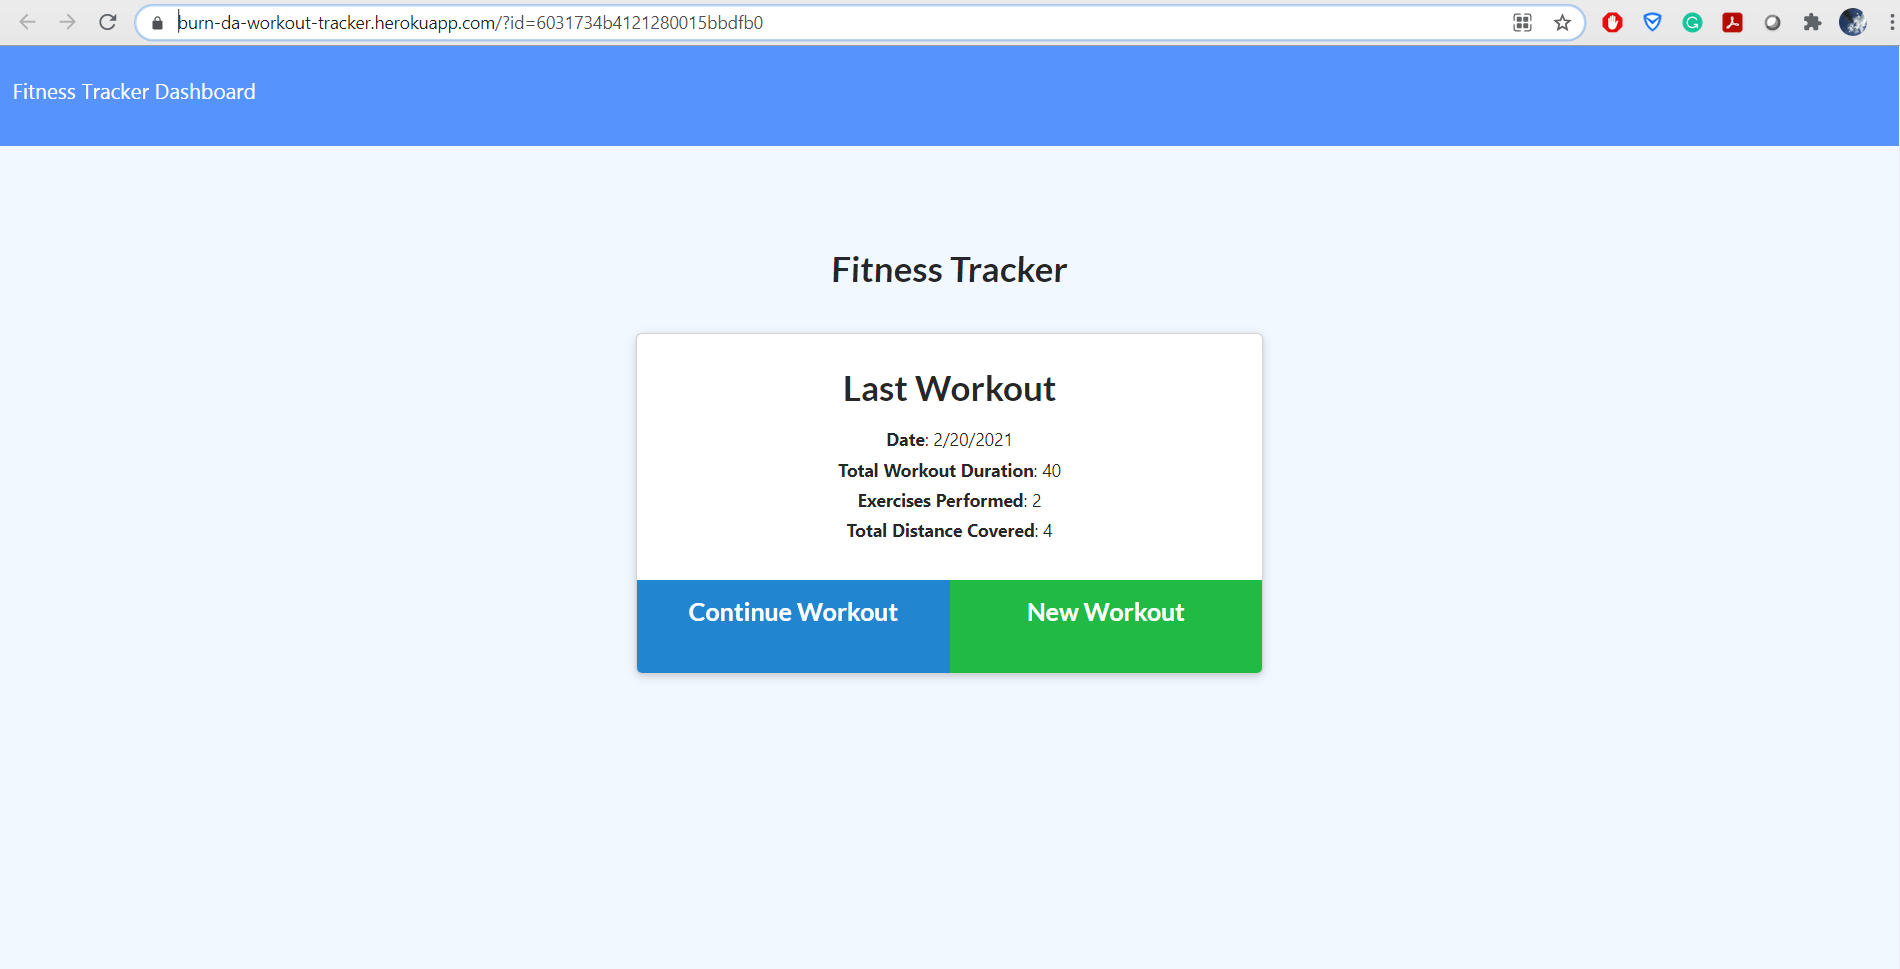 burn-da-workout-tracker.herokuapp.com/?id=6031734b4121280015bbdfb0
Fitness Tracker Dashboard
Fitness Tracker
Last Workout
Date: 2/20/2021
Total Workout Duration: 40
Exercises Performed: 2
Total Distance Covered: 4
Continue Workout
New Workout